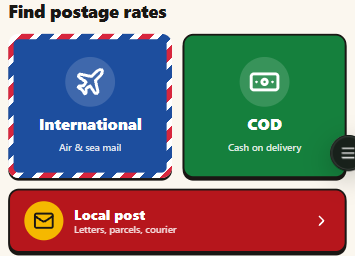 Find postage rates
International
Air & sea mail
COD
Cash on delivery
Local post
Letters, parcels, courier